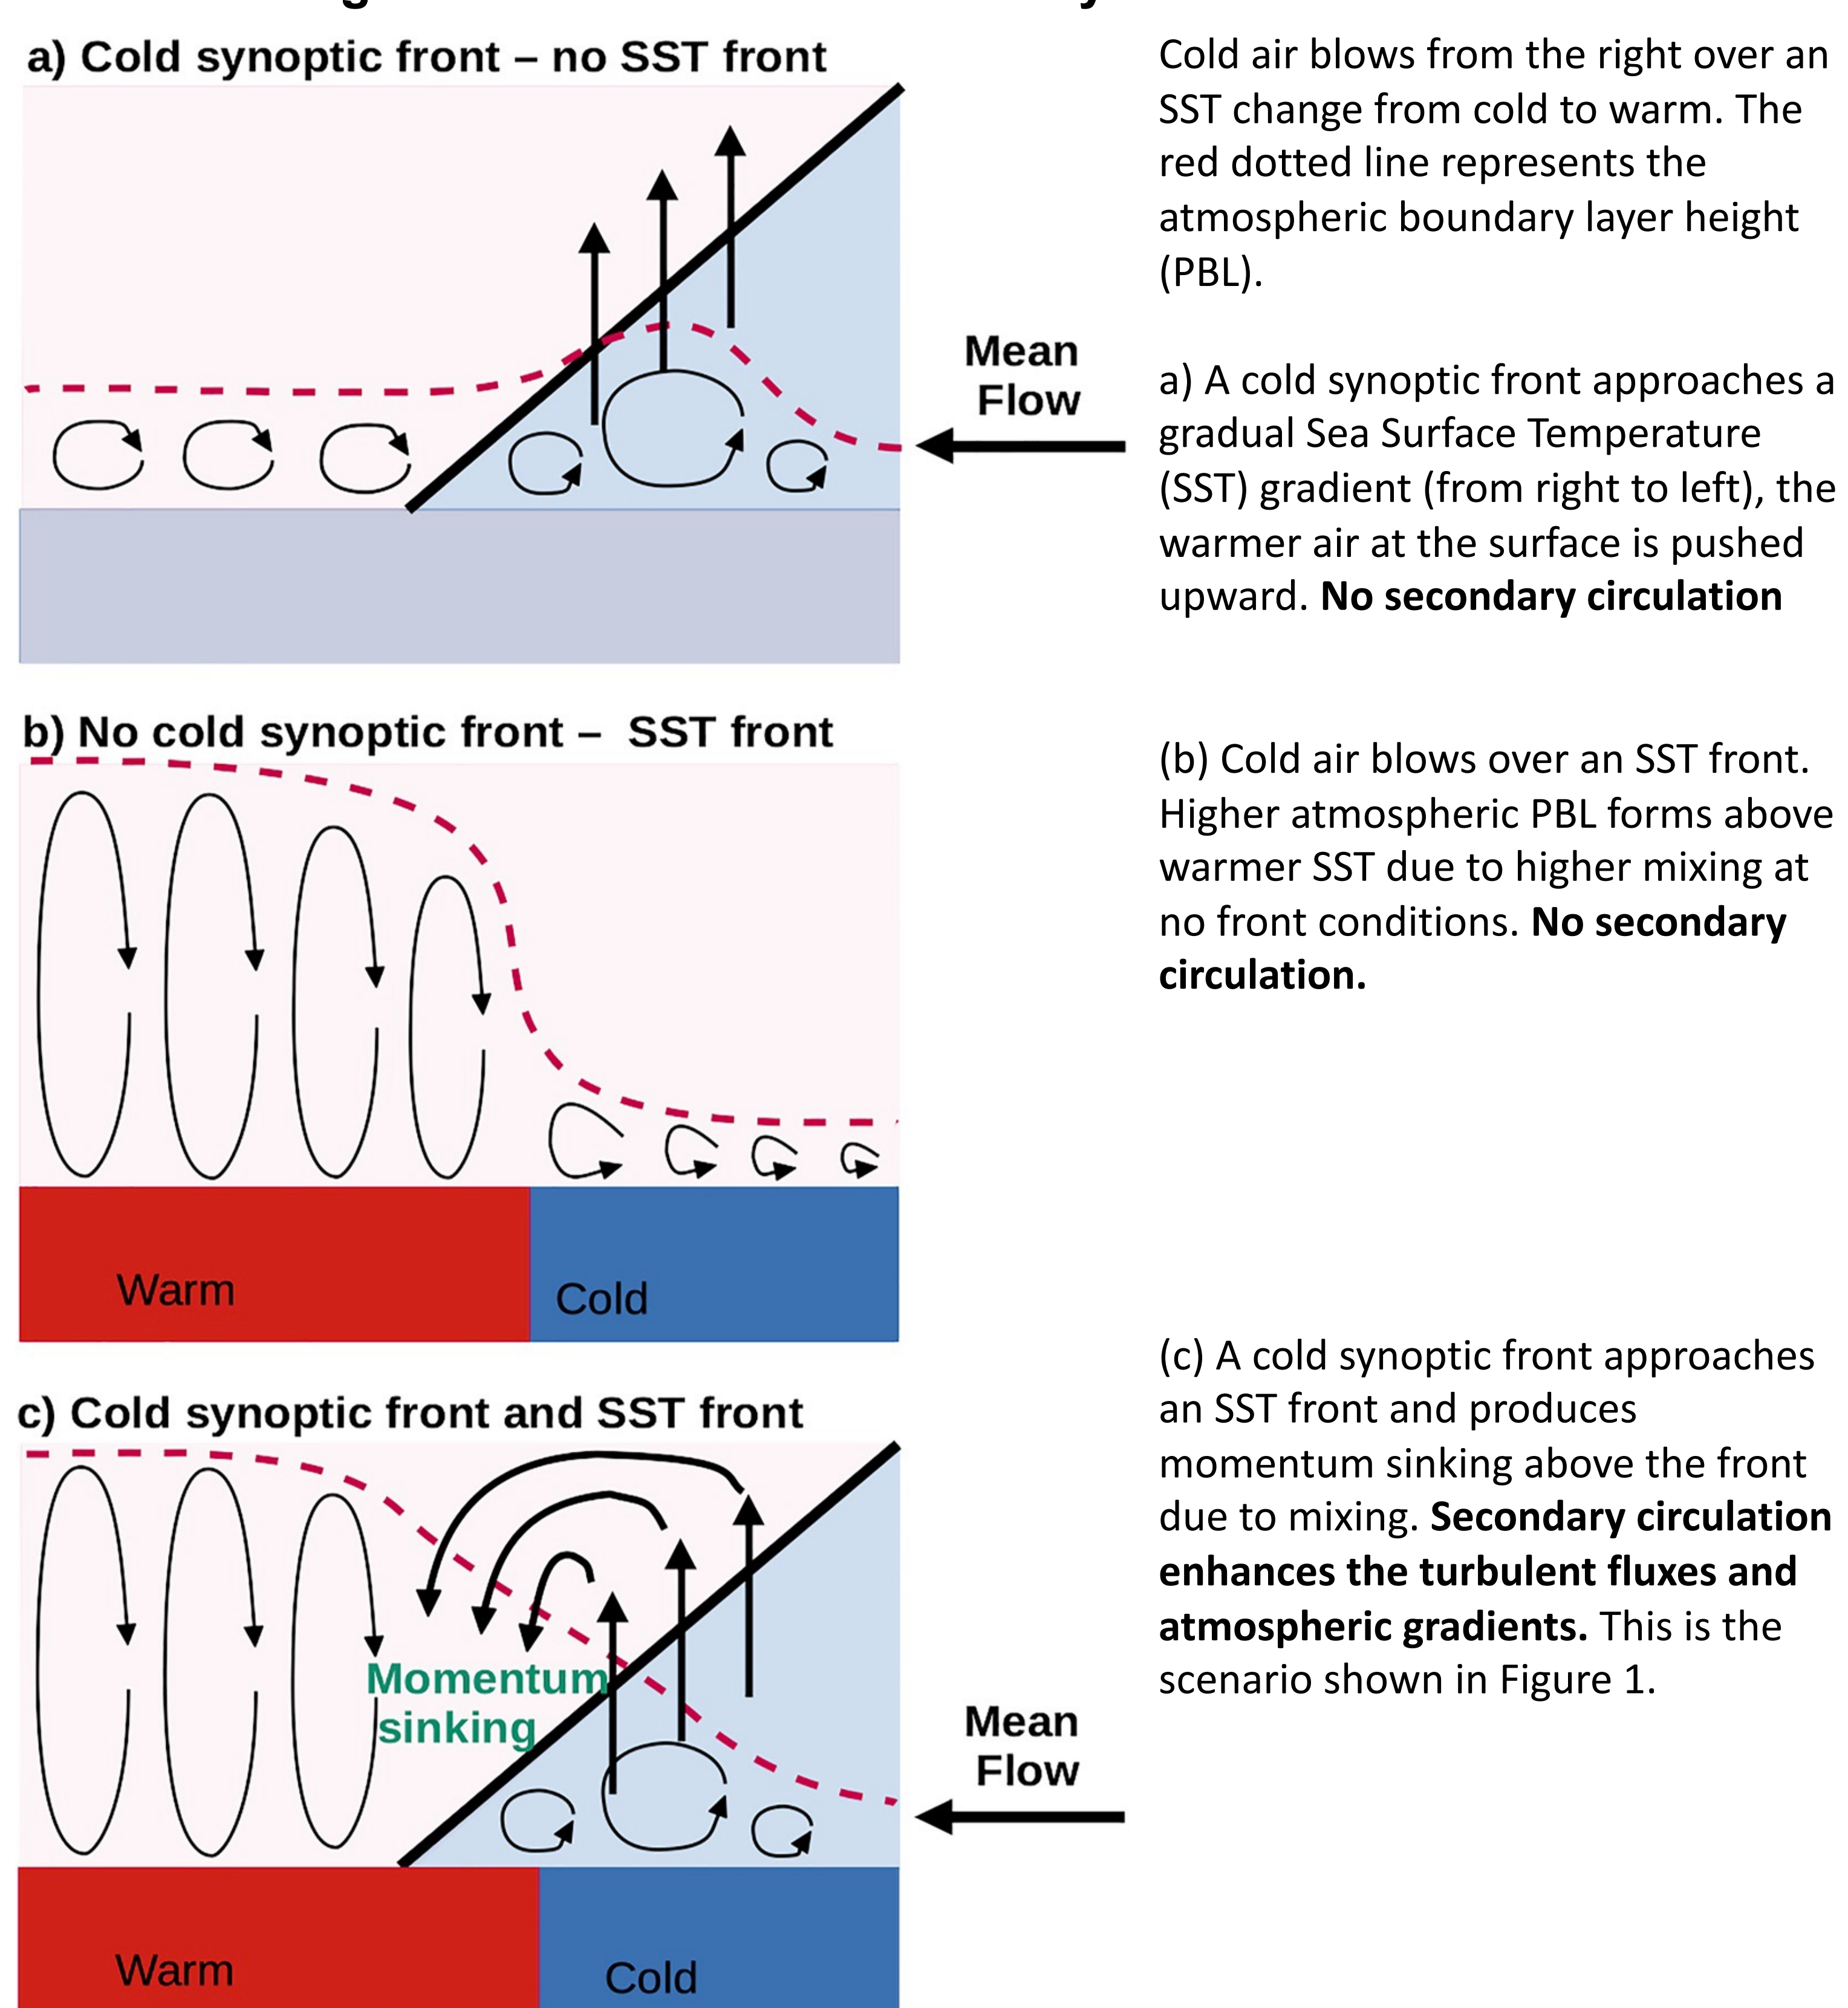 a) Cold synoptic front – no SST front
Cold air blows from the right over an
SST change from cold to warm. The
red dotted line represents the
atmospheric boundary layer height
(PBL).
Mean
Flow
a) A cold synoptic front approaches a
gradual Sea Surface Temperature
(SST) gradient (from right to left), the
warmer air at the surface is pushed
upward. No secondary circulation
b) No cold synoptic front – SST front
(b) Cold air blows over an SST front.
Higher atmospheric PBL forms above
warmer SST due to higher mixing at
no front conditions. No secondary
circulation.
Warm
Cold
c) Cold synoptic front and SST front
(c) A cold synoptic front approaches
an SST front and produces
momentum sinking above the front
due to mixing. Secondary circulation
enhances the turbulent fluxes and
atmospheric gradients. This is the
scenario shown in Figure 1.
Momentum
sinking
Mean
Flow
Warm
Cold